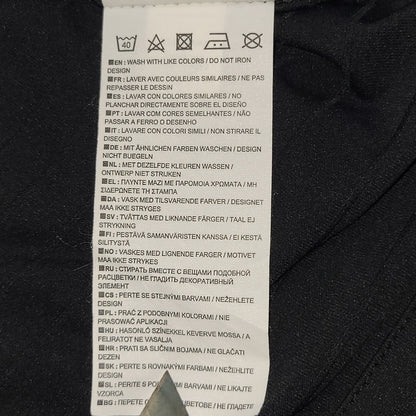 40
EN : WASH WITH LIKE COLORS / DO NOT IRON
DESIGN
FR : LAVER AVEC COULEURS SIMILAIRES / NE PAS
REPASSER LE DESSIN
ES : LAVAR CON COLORES SIMILARES / NO
PLANCHAR DIRECTAMENTE SOBRE EL DISEÑO
PT : LAVAR COM CORES SEMELHANTES / NÃO
PASSAR A FERRO O DESENHO
IT : LAVARE CON COLORI SIMILI / NON STIRARE IL
DISEGNO
DE : MIT ÄHNLICHEN FARBEN WASCHEN / DESIGN
NICHT BUEGELN
NL : MET DEZELFDE KLEUREN WASSEN /
ONTWERP NIET STRIJKEN
EL : ΠΛΥΝΤΕ ΜΑΖΙ ΜΕ ΠΑΡΟΜΟΙΑ ΧΡΩΜΑΤΑ / ΜΗ
ΣΙΔΕΡΩΝΕΤΕ ΤΗ ΣΤΑΜΠΑ
DA : VASK MED TILSVARENDE FARVER / DESIGNET
MAA IKKE STRYGES
SV : TVÄTTAS MED LIKNANDE FÄRGER / TAAL EJ
STRYKNING
FI : PESTÄVÄ SAMANVÄRISTEN KANSSA / EI KESTÄ
SILITYSTÄ
NO : VASKES MED LIGNENDE FARGER / MOTIVET
MAA IKKE STRYKES
RU : СТИРАТЬ ВМЕСТЕ С ВЕЩАМИ ПОДОБНОЙ
РАСЦВЕТКИ / НЕ ГЛАДИТЬ ДЕКОРАТИВНЫЙ
ЭЛЕМЕНТ
CS : PERTE SE STEJNÝMI BARVAMI / NEŽEHLETE
DESIGN
PL : PRAĆ Z PODOBNYMI KOLORAMI / NIE
PRASOWAĆ APLIKACJI
HU : HASONLÓ SZÍNEKKEL KEVERVE MOSSA / A
FELIRATOT NE VASALJA
HR : PRATI SA SLIČNIM BOJAMA / NE GLAČATI
DEZEN
SK : PERTE S ROVNAKÝMI FARBAMI / NEŽEHLITE
DESIGN
SL : PERITE S PODOBNIMI BARVAMI / NE LIKAJTE
VZORCA
BG : ПЕРЕТЕ С